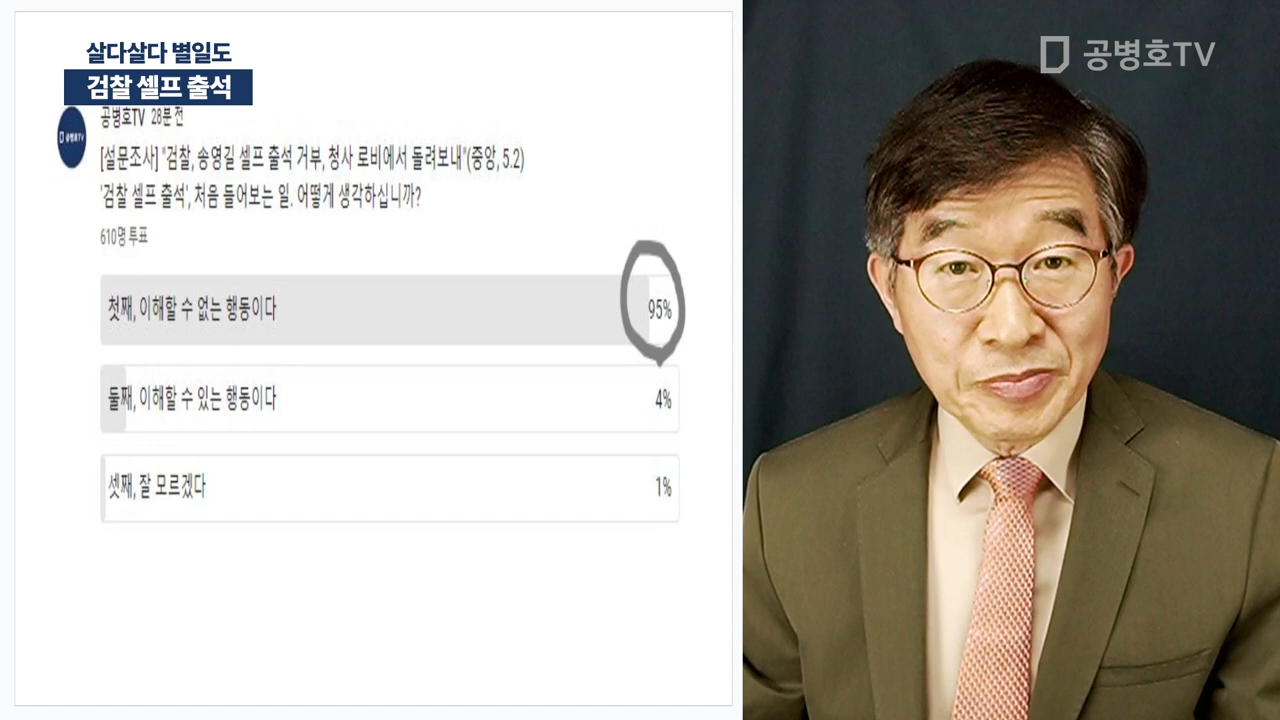 살다살다 별일도
검찰 셀프 출석
공병호TV
공병호TV
공병호TV 28분 전
[설문조사] "검찰, 송영길 셀프 출석 거부, 청사 로비에서 돌려보내"(중앙, 5.2)
'검찰 셀프 출석', 처음 들어보는 일. 어떻게 생각하십니까?
610명 투표
첫째, 이해할 수 없는 행동이다 95%
둘째, 이해할 수 있는 행동이다 4%
셋째, 잘 모르겠다 1%